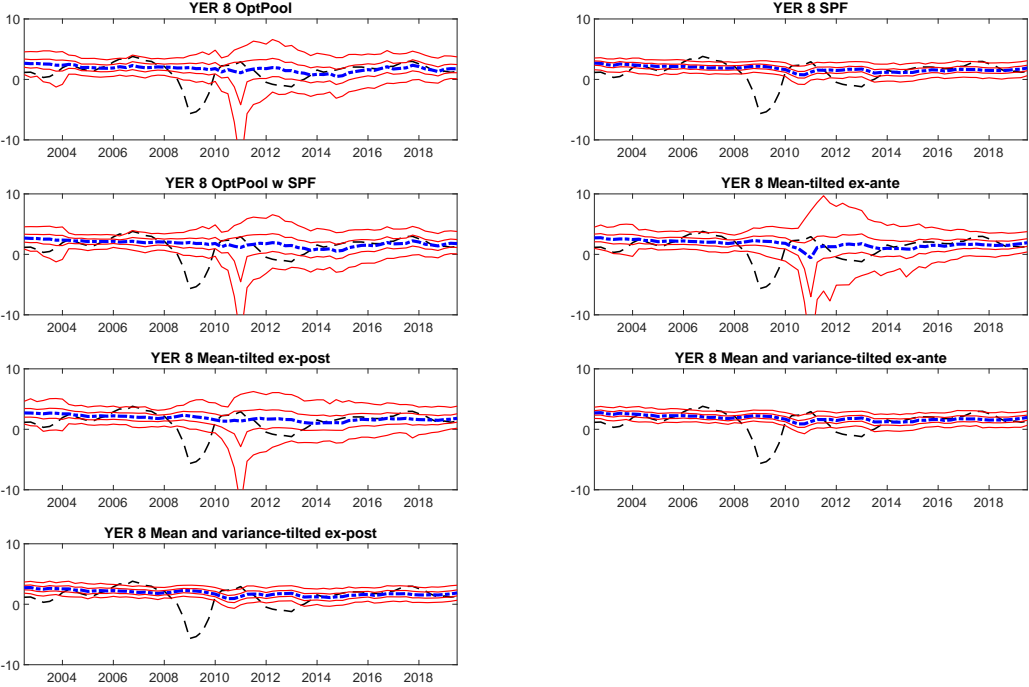 YER 8 OptPool
10
0
-10
2004 2006 2008 2010 2012 2014 2016 2018
YER 8 SPF
10
0
-10
2004 2006 2008 2010 2012 2014 2016 2018
YER 8 OptPool w SPF
10
0
-10
2004 2006 2008 2010 2012 2014 2016 2018
YER 8 Mean-tilted ex-ante
10
0
-10
2004 2006 2008 2010 2012 2014 2016 2018
YER 8 Mean-tilted ex-post
10
0
-10
2004 2006 2008 2010 2012 2014 2016 2018
YER 8 Mean and variance-tilted ex-ante
10
0
-10
2004 2006 2008 2010 2012 2014 2016 2018
YER 8 Mean and variance-tilted ex-post
10
0
-10
2004 2006 2008 2010 2012 2014 2016 2018